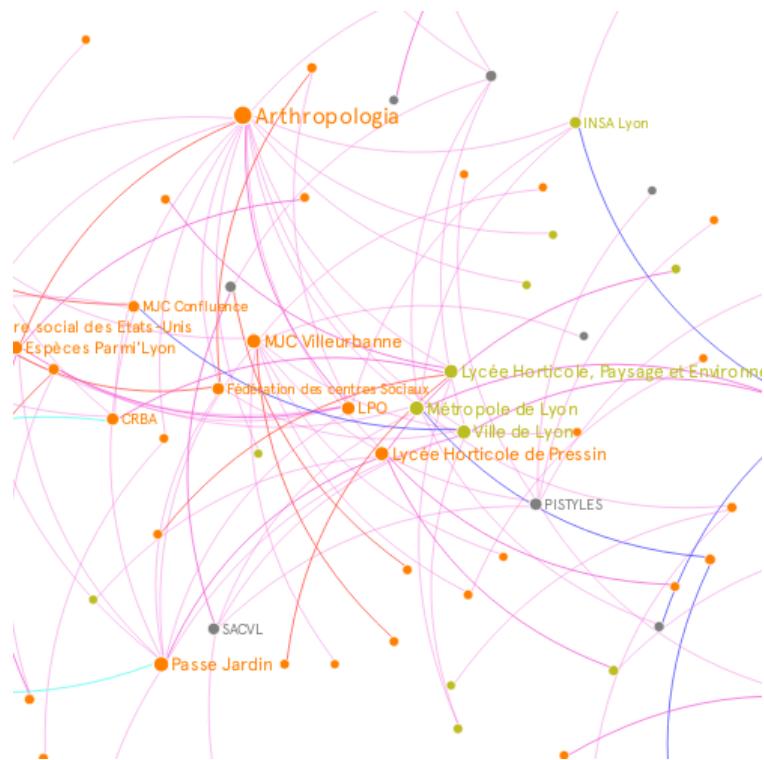 Arthropologia
INSA Lyon
MJC Confluence
re social des Etats-Unis
MJC Villeurbanne
Espèces Parmi'Lyon
Lycée Horticole, Paysage et Environne
Fédération des centres Sociaux
LPO
Métropole de Lyon
CRBA
Ville de Lyon
Lycée Horticole de Pressin
PISTYLES
SACVL
Passe Jardin